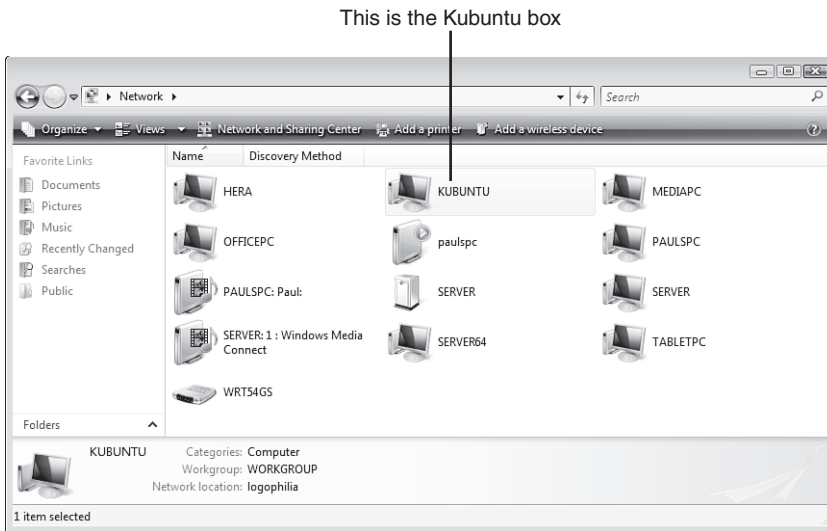 This is the Kubuntu box
Network
Search
Organize Views Network and Sharing Center Add a printer Add a wireless device
Favorite Links
Documents
Pictures
Music
Recently Changed
Searches
Public
Folders
Name Discovery Method
HERA KUBUNTU MEDIAPC
OFFICEPC paulspc PAULSPC
PAULSPC: Paul: SERVER SERVER
SERVER: 1 : Windows Media
Connect
SERVER64 TABLETPC
WRT54GS
KUBUNTU Categories: Computer
Workgroup: WORKGROUP
Network location: logophilia
1 item selected